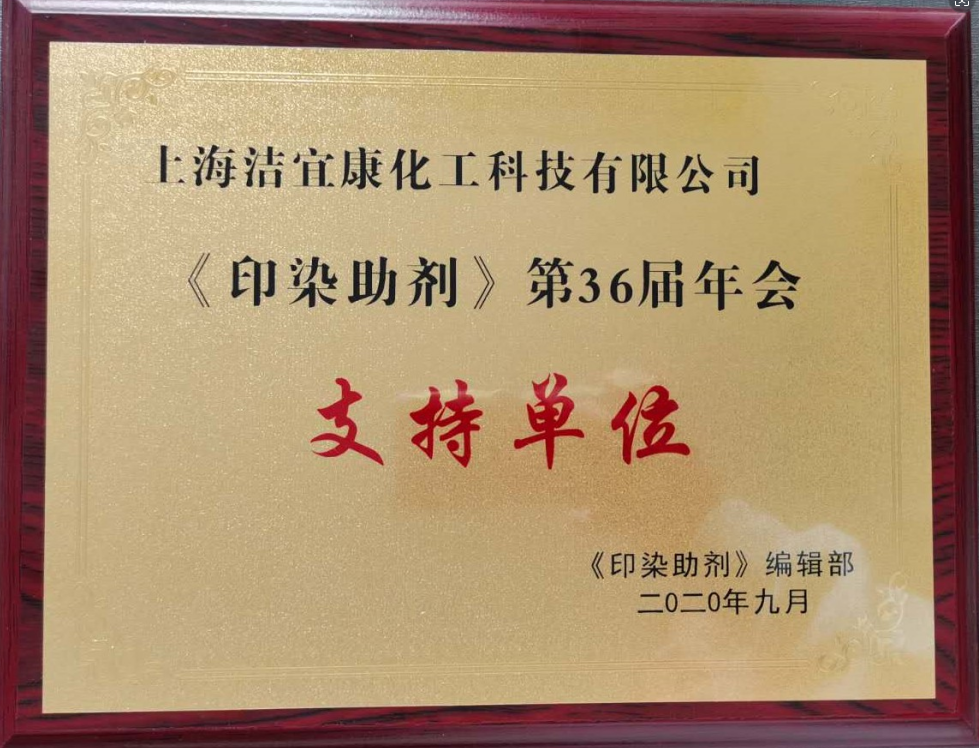 上海洁宜康化工科技有限公司
《印染助剂》第36届年会
支持单位
《印染助剂》编辑部
二0二0年九月